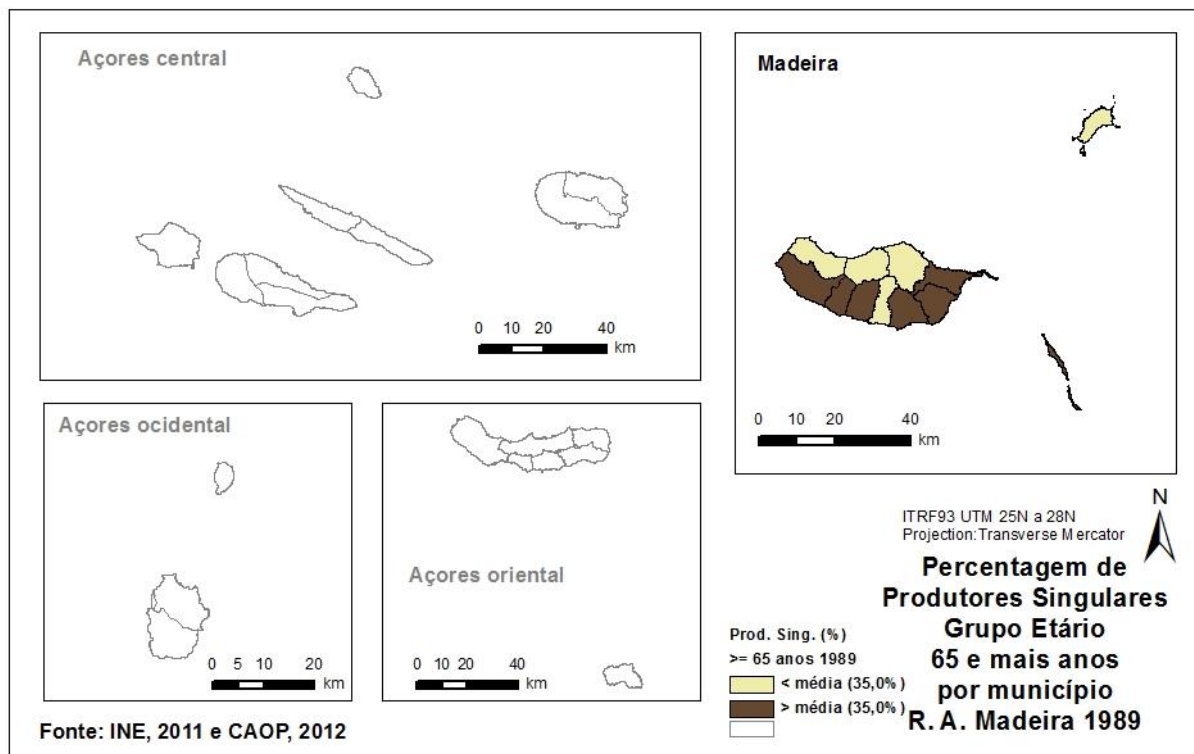 Açores central
0 10 20 40
km
Madeira
0 10 20 40
km
Açores ocidental
0 5 10 20
km
Açores oriental
0 10 20 40
km
N
ITRF93 UTM 25N a 28N
Projection:Transverse Mercator
Percentagem de
Produtores Singulares
Grupo Etário
65 e mais anos
por município
R. A. Madeira 1989
Prod. Sing. (%)
>= 65 anos 1989
< média (35,0%)
> média (35,0%)
Fonte: INE, 2011 e CAOP, 2012